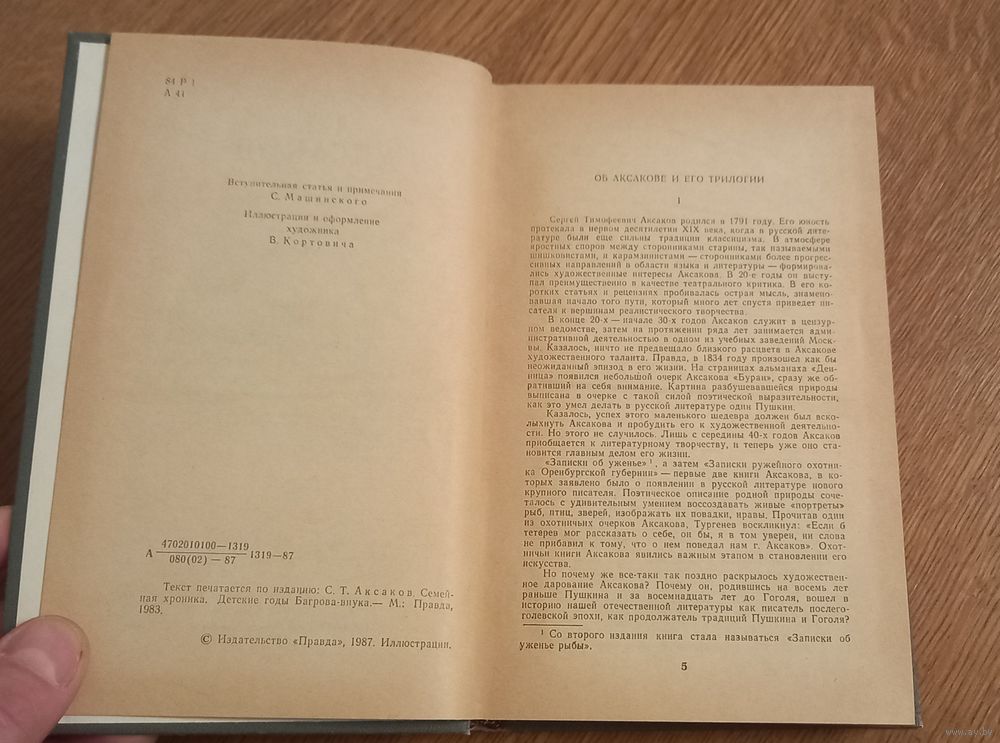 84 Р 1
А 41
Вступительная статья и примечания
С. Машинского
Иллюстрации и оформление
художника
В. Кортовича
А 4702010100—1319 1319—87
080(02) — 87
Текст печатается по изданию: С. Т. Аксаков, Семей-
ная хроника. Детские годы Багрова-внука.— М.: Правда,
1983.
© Издательство «Правда», 1987. Иллюстрации.
ОБ АКСАКОВЕ И ЕГО ТРИЛОГИИ
I
Сергей Тимофеевич Аксаков родился в 1791 году. Его юность
протекала в первом десятилетии XIX века, когда в русской лите-
ратуре были еще сильны традиции классицизма. В атмосфере
яростных споров между сторонниками старины, так называемыми
шишковистами, и карамзинистами — сторонниками более прогрес-
сивных направлений в области языка и литературы — формирова-
лись художественные интересы Аксакова. В 20-е годы он высту-
пал преимущественно в качестве театрального критика. В его ко-
ротких статьях и рецензиях пробивалась острая мысль, знамено-
вавшая начало того пути, который много лет спустя приведет пи-
сателя к вершинам реалистического творчества.
В конце 20-х — начале 30-х годов Аксаков служит в цензур-
ном ведомстве, затем на протяжении ряда лет занимается адми-
нистративной деятельностью в одном из учебных заведений Моск-
вы. Казалось, ничто не предвещало близкого расцвета в Аксакове
художественного таланта. Правда, в 1834 году произошел как бы
неожиданный эпизод в его жизни. На страницах альманаха «Ден-
ница» появился небольшой очерк Аксакова «Буран», сразу же об-
ративший на себя внимание. Картина разбушевавшейся природы
выписана в очерке с такой силой поэтической выразительности,
как это умел делать в русской литературе один Пушкин.
Казалось, успех этого маленького шедевра должен был вско-
лыхнуть Аксакова и пробудить его к художественной деятельно-
сти. Но этого не случилось. Лишь с середины 40-х годов Аксаков
приобщается к литературному творчеству, и теперь уже оно ста-
новится главным делом его жизни.
«Записки об уженье»¹, а затем «Записки ружейного охотни-
ка Оренбургской губернии» — первые две книги Аксакова, в ко-
торых заявлено было о появлении в русской литературе нового
крупного писателя. Поэтическое описание родной природы соче-
талось с удивительным умением воссоздавать живые «портреты»
рыб, птиц, зверей, изображать их повадки, нравы. Прочитав один
из охотничьих очерков Аксакова, Тургенев воскликнул: «Если б
тетерев мог рассказать о себе, он бы, я в том уверен, ни слова
не прибавил к тому, что о нем поведал нам г. Аксаков». Охот-
ничьи книги Аксакова явились важным этапом в становлении его
искусства.
Но почему же все-таки так поздно раскрылось художествен-
ное дарование Аксакова? Почему он, родившись на восемь лет
раньше Пушкина и за восемнадцать лет до Гоголя, вошел в
историю нашей отечественной литературы как писатель послего-
голевской эпохи, как продолжатель традиций Пушкина и Гоголя?
¹ Со второго издания книга стала называться «Записки об
уженье рыбы».
5
www.ay.by